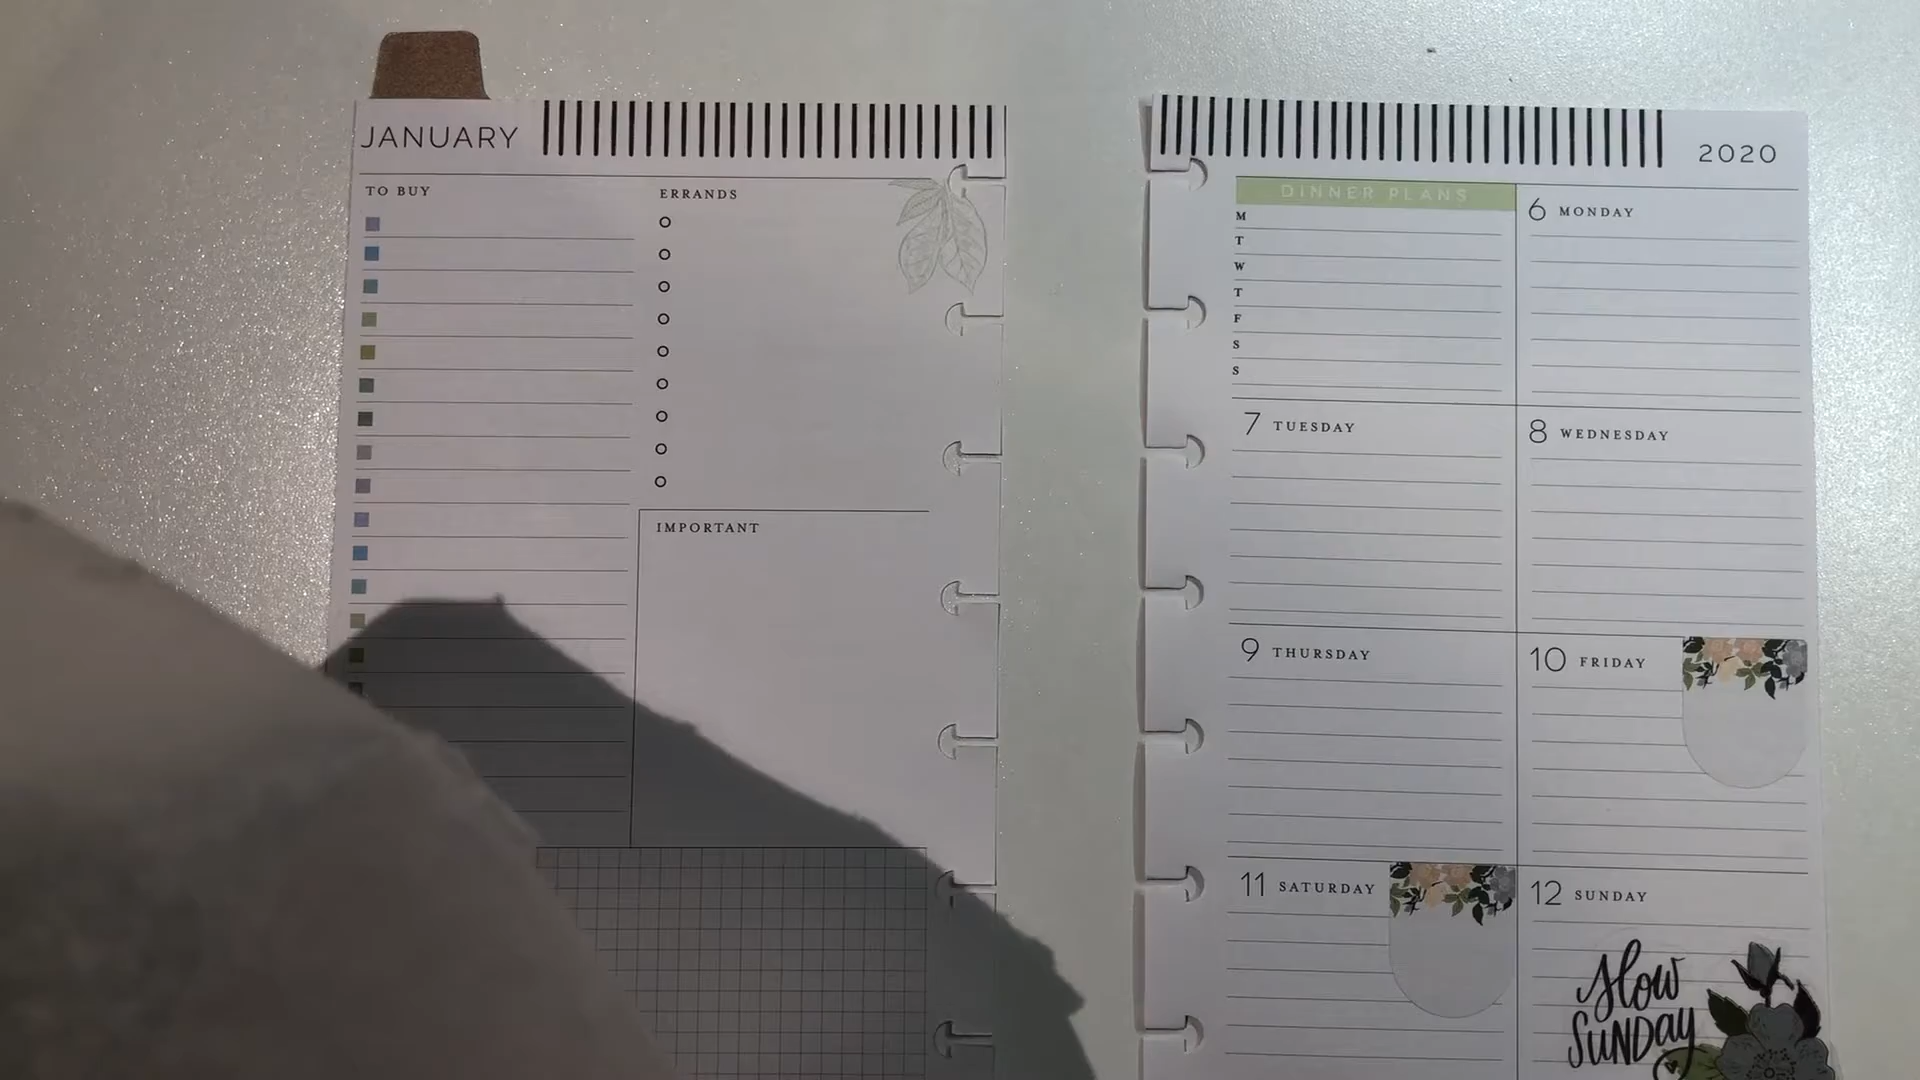 JANUARY
TO BUY
ERRANDS
IMPORTANT
2020
DINNER PLANS
M
T
W
T
F
S
S
6 MONDAY
7 TUESDAY
8 WEDNESDAY
9 THURSDAY
10 FRIDAY
11 SATURDAY
12 SUNDAY
slow
SUNDAY